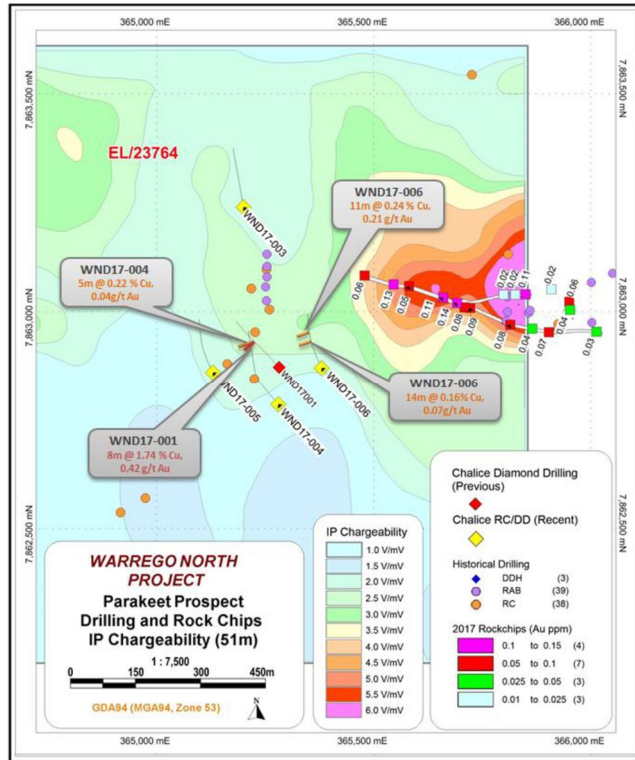 365,000 mE
365,500 mE
366,000 mE
7,863,500 mN
7,863,500 mN
EL/23764
WND17-006
11m @ 0.24 % Cu,
0.21 g/t Au
WND17-003
WND17-004
5m @ 0.22 % Cu,
0.04g/t Au
0.02
0.02
0.11
0.02
0.06
0.06
0.13
0.05
0.11
0.14
0.08
0.09
0.08
0.04
0.07
0.04
0.03
7,863,000 mN
7,863,000 mN
WND17001
WND17-006
WND17-005
WND17-004
WND17-006
14m @ 0.16% Cu,
0.07g/t Au
WND17-001
8m @ 1.74 % Cu,
0.42 g/t Au
7,862,500 mN
7,862,500 mN
WARREGO NORTH
PROJECT
Parakeet Prospect
Drilling and Rock Chips
IP Chargeability (51m)
1 : 7,500
0 150 300 450m
GDA94 (MGA94, Zone 53)
N
IP Chargeability
1.0 V/mV
1.5 V/mV
2.0 V/mV
2.5 V/mV
3.0 V/mV
3.5 V/mV
4.0 V/mV
4.5 V/mV
5.0 V/mV
5.5 V/mV
6.0 V/mV
Chalice Diamond Drilling
(Previous)
Chalice RC/DD (Recent)
Historical Drilling
DDH (3)
RAB (39)
RC (38)
2017 Rockchips (Au ppm)
0.1 to 0.15 (4)
0.05 to 0.1 (7)
0.025 to 0.05 (3)
0.01 to 0.025 (3)
365,000 mE
365,500 mE
366,000 mE